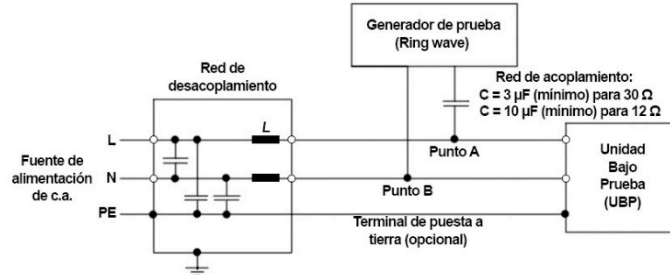 Generador de prueba
(Ring wave)
Red de
desacoplamiento
Red de acoplamiento:
C = 3 µF (mínimo) para 30 Ω
C = 10 µF (mínimo) para 12 Ω
L
L
Punto A
Fuente de
alimentación
de c.a.
N
Punto B
Unidad
Bajo
Prueba
(UBP)
PE
Terminal de puesta a
tierra (opcional)